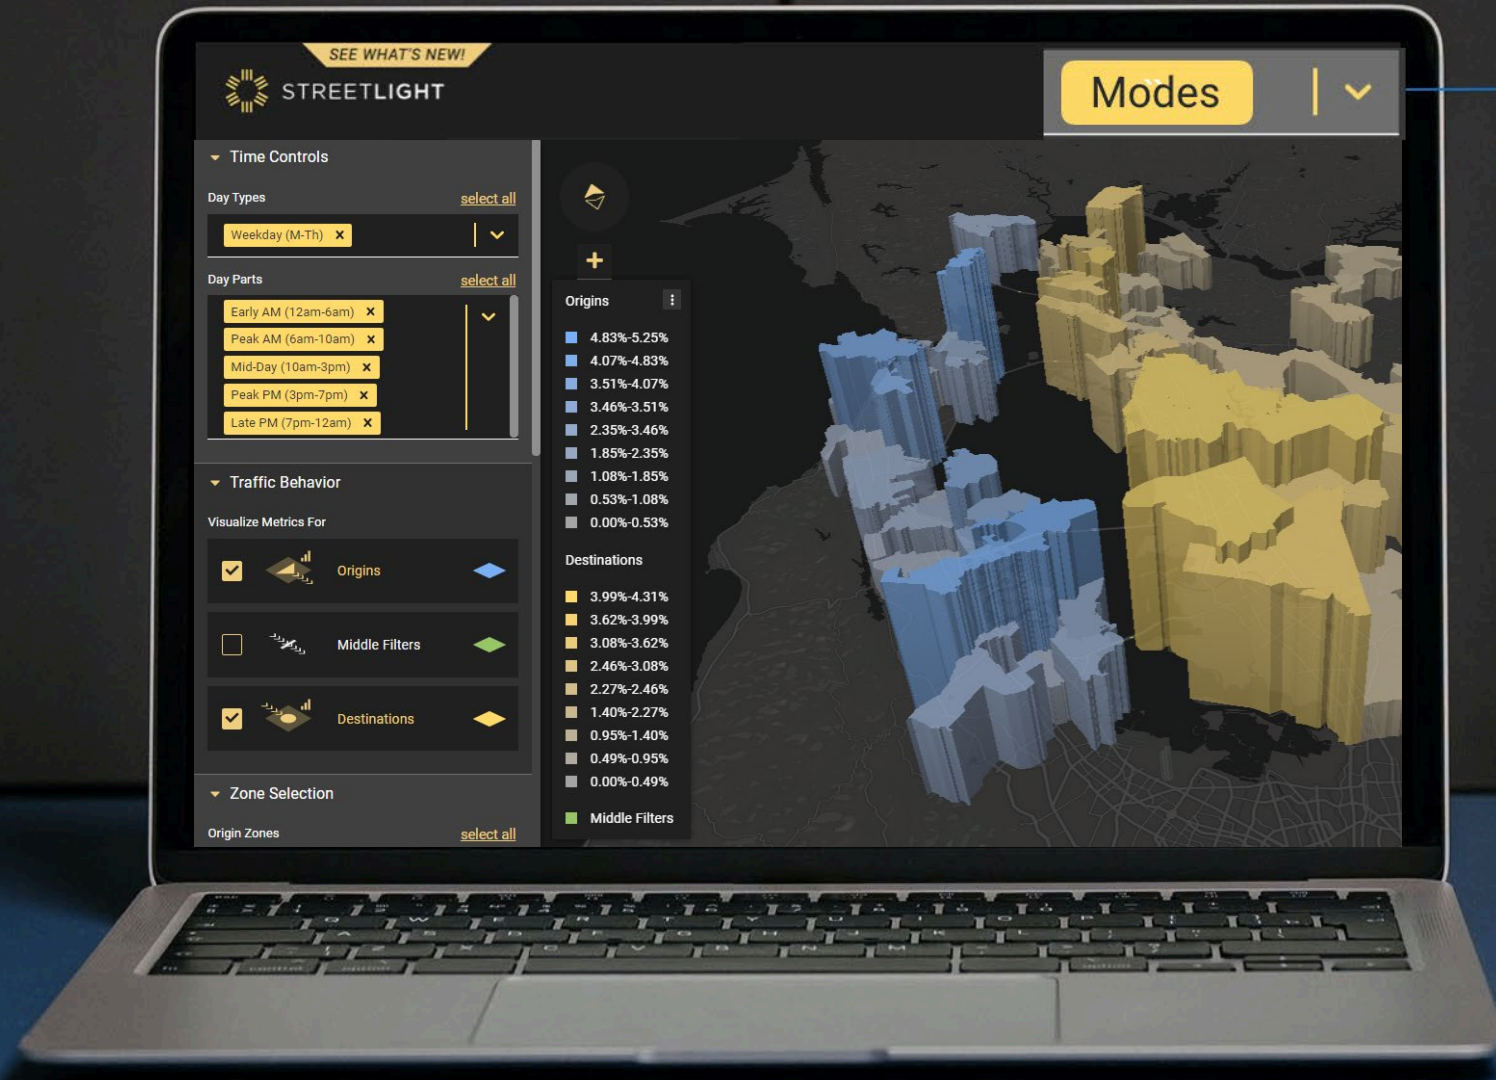 SEE WHAT'S NEW!
STREETLIGHT
Modes
Time Controls
Day Types
select all
Weekday (M-Th)
Day Parts
select all
Early AM (12am-6am)
Peak AM (6am-10am)
Mid-Day (10am-3pm)
Peak PM (3pm-7pm)
Late PM (7pm-12am)
Traffic Behavior
Visualize Metrics For
Origins
Middle Filters
Destinations
Zone Selection
Origin Zones
select all
Origins
4.83%-5.25%
4.07%-4.83%
3.51%-4.07%
3.46%-3.51%
2.35%-3.46%
1.85%-2.35%
1.08%-1.85%
0.53%-1.08%
0.00%-0.53%
Destinations
3.99%-4.31%
3.62%-3.99%
3.08%-3.62%
2.46%-3.08%
2.27%-2.46%
1.40%-2.27%
0.95%-1.40%
0.49%-0.95%
0.00%-0.49%
Middle Filters